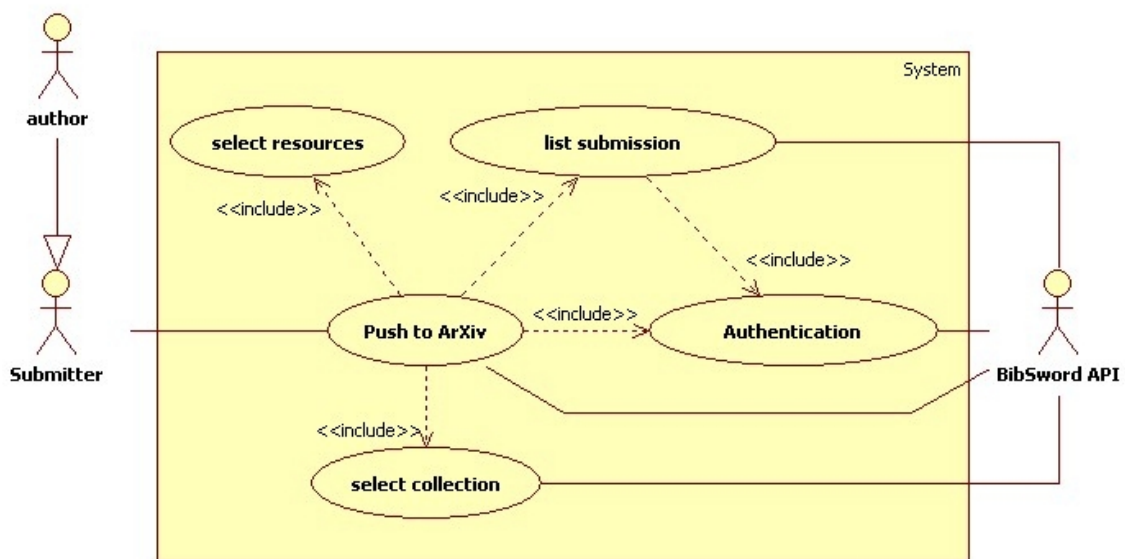 System
author
select resources
list submission
<<include>>
<<include>>
<<include>>
Push to ArXiv
<<include>>
Authentication
Submitter
BibSword API
<<include>>
select collection